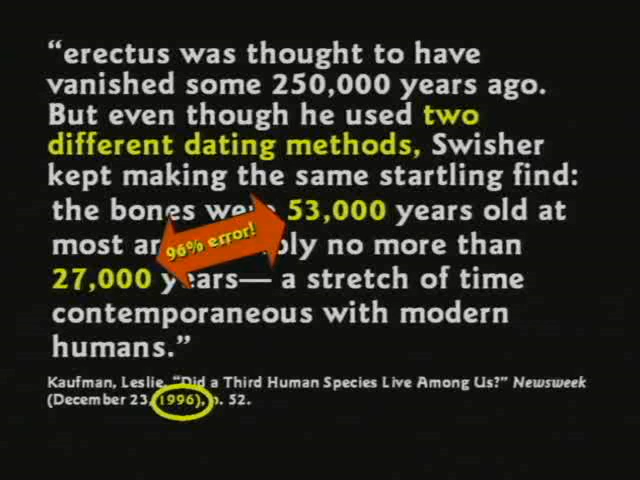 “erectus was thought to have
vanished some 250,000 years ago.
But even though he used two
different dating methods, Swisher
kept making the same startling find:
the bones were 53,000 years old at
96% error!
most no more than
27,000 years— a stretch of time
contemporaneous with modern
humans.”
Kaufman, Leslie, “Did a Third Human Species Live Among Us?” Newsweek
(December 23, 1996), p. 52.